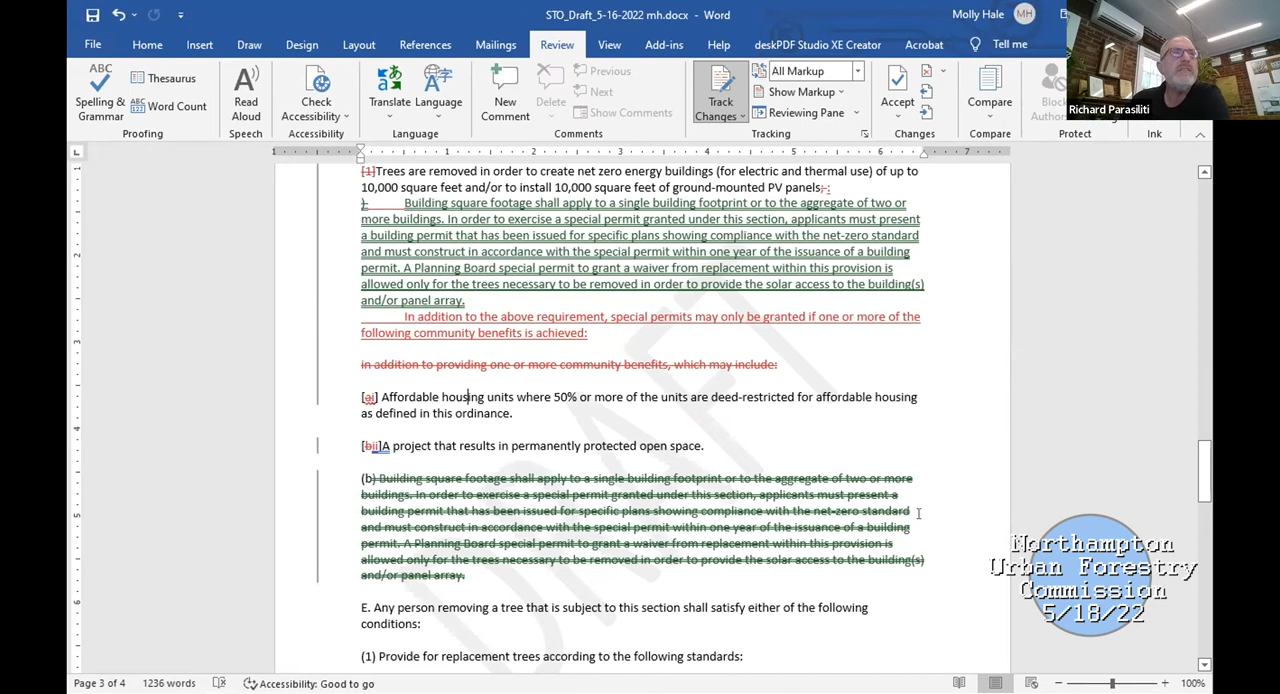 STO_Draft_5-16-2022 mh.docx - Word
Molly Hale MH
File Home Insert Draw Design Layout References Mailings Review View Add-ins Help deskPDF Studio XE Creator Acrobat Tell me
Richard Parasiliti
ABC
Spelling & Grammar
Thesaurus
ABC 123 Word Count
Proofing
Read Aloud
Speech
Check Accessibility
Accessibility
Translate
Language
Language
New Comment
Delete
Previous
Next
Show Comments
Comments
Track Changes
All Markup
Show Markup
Reviewing Pane
Tracking
Accept
Changes
Compare
Compare
Block
Protect
Ink
1 1 2 3 4 5 6 7
[1]Trees are removed in order to create net zero energy buildings (for electric and thermal use) of up to
10,000 square feet and/or to install 10,000 square feet of ground-mounted PV panels; :
). Building square footage shall apply to a single building footprint or to the aggregate of two or
more buildings. In order to exercise a special permit granted under this section, applicants must present
a building permit that has been issued for specific plans showing compliance with the net-zero standard
and must construct in accordance with the special permit within one year of the issuance of a building
permit. A Planning Board special permit to grant a waiver from replacement within this provision is
allowed only for the trees necessary to be removed in order to provide the solar access to the building(s)
and/or panel array.
In addition to the above requirement, special permits may only be granted if one or more of the
following community benefits is achieved:
in addition to providing one or more community benefits, which may include:
[ai] Affordable housing units where 50% or more of the units are deed-restricted for affordable housing
as defined in this ordinance.
[bii]A project that results in permanently protected open space.
(b) Building square footage shall apply to a single building footprint or to the aggregate of two or more
buildings. In order to exercise a special permit granted under this section, applicants must present a
building permit that has been issued for specific plans showing compliance with the net-zero standard
and must construct in accordance with the special permit within one year of the issuance of a building
permit. A Planning Board special permit to grant a waiver from replacement within this provision is
allowed only for the trees necessary to be removed in order to provide the solar access to the building(s)
and/or panel array.
E. Any person removing a tree that is subject to this section shall satisfy either of the following
conditions:
(1) Provide for replacement trees according to the following standards:
DRAFT
Northampton
Urban Forestry
Commission
5/18/22
Page 3 of 4 1236 words Accessibility: Good to go 100%